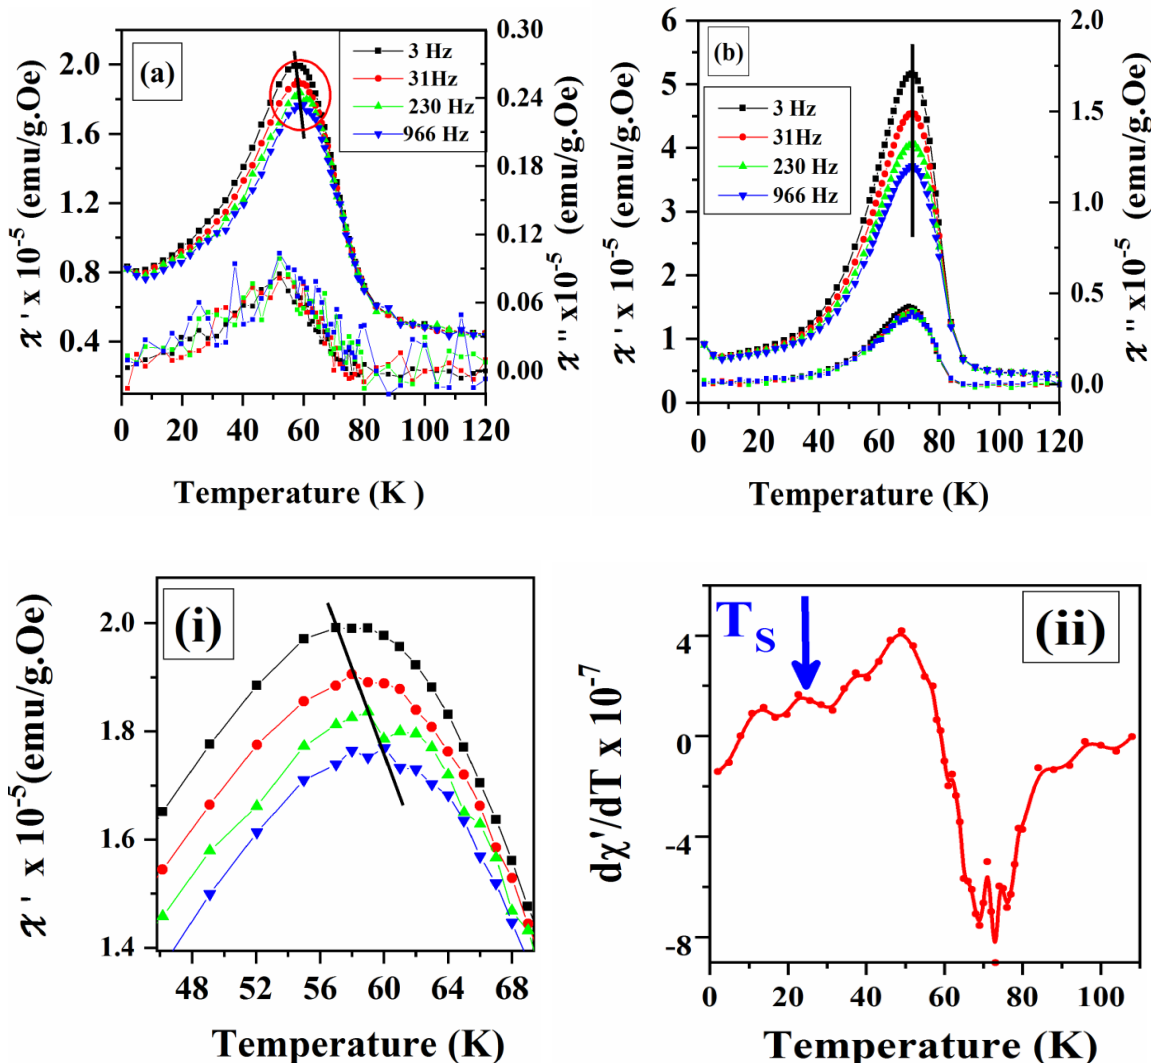 (a)
3 Hz
31Hz
230 Hz
966 Hz
χ ' x 10-5 (emu/g.Oe)
2.0
1.6
1.2
0.8
0.4
χ '' x10-5 (emu/g.Oe)
0.30
0.24
0.18
0.12
0.06
0.00
0 20 40 60 80 100 120
Temperature (K )
(b)
3 Hz
31Hz
230 Hz
966 Hz
χ ' x 10-5 (emu/g.Oe)
6
5
4
3
2
1
0
χ '' x10-5 (emu/g.Oe)
2.0
1.5
1.0
0.5
0.0
0 20 40 60 80 100 120
Temperature (K)
(i)
χ ' x 10-5(emu/g.Oe)
2.0
1.8
1.6
1.4
48 52 56 60 64 68
Temperature (K)
(ii)
TS
dχ'/dT x 10-7
4
0
-4
-8
0 20 40 60 80 100
Temperature (K)